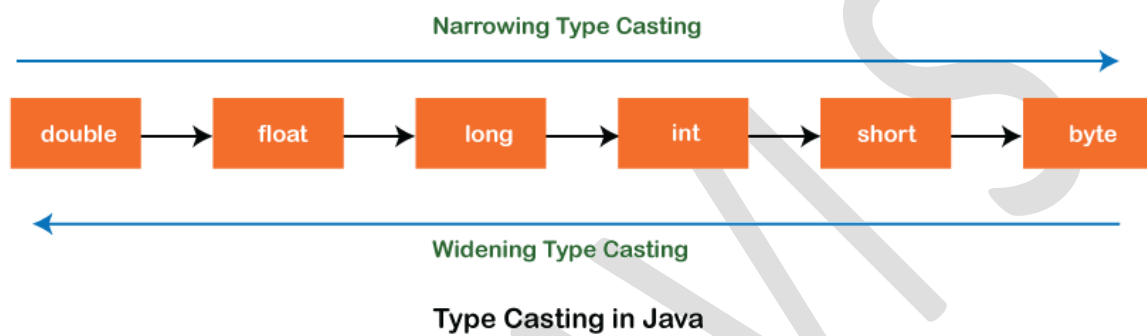 Narrowing Type Casting
double float long int short byte
Widening Type Casting
Type Casting in Java